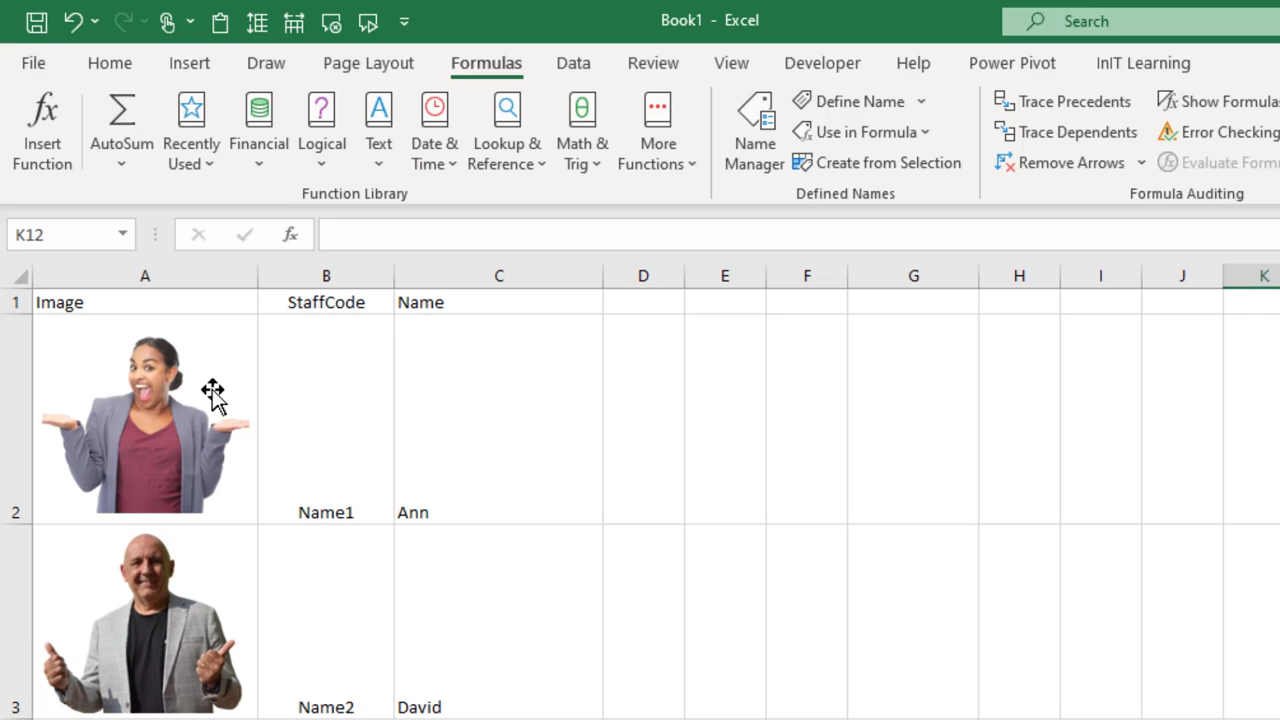 Book1 - Excel
Search
File Home Insert Draw Page Layout Formulas Data Review View Developer Help Power Pivot InIT Learning
fx Insert Function
AutoSum
Recently Used
Financial
Logical
Text
Date & Time
Lookup & Reference
Math & Trig
More Functions
Function Library
Name Manager
Define Name
Use in Formula
Create from Selection
Defined Names
Trace Precedents
Trace Dependents
Remove Arrows
Show Formula
Error Checking
Evaluate Form
Formula Auditing
K12 fx
A B C D E F G H I J K
1 Image StaffCode Name
2 Name1 Ann
3 Name2 David